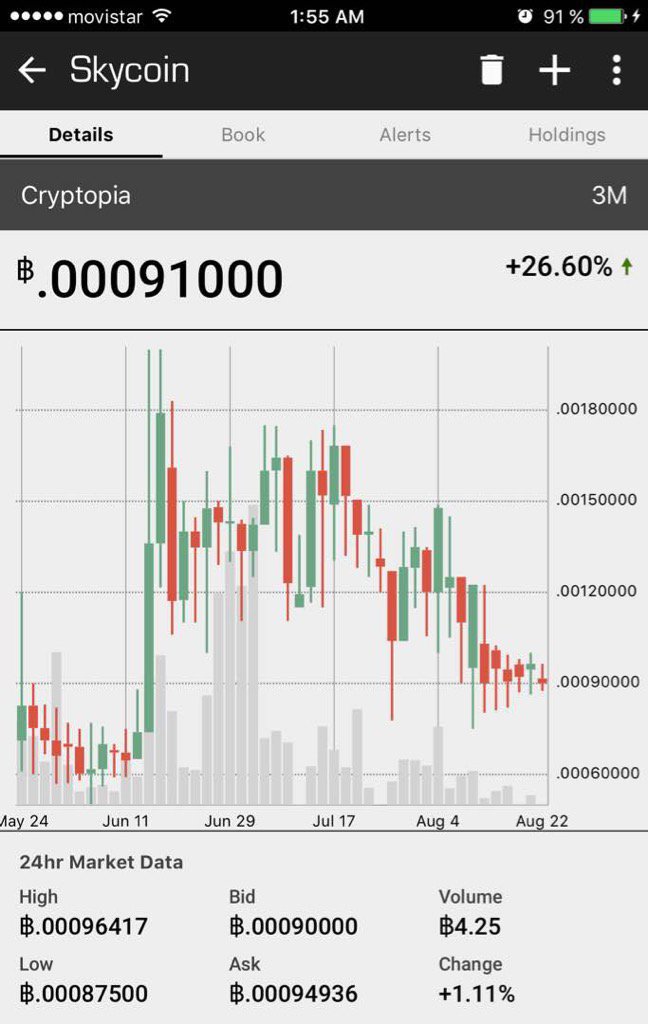 movistar 1:55 AM 91 %
Skycoin
Details Book Alerts Holdings
Cryptopia 3M
฿.00091000 +26.60%
.00180000
.00150000
.00120000
.00090000
.00060000
May 24 Jun 11 Jun 29 Jul 17 Aug 4 Aug 22
24hr Market Data
High Bid Volume
฿.00096417 ฿.00090000 ฿4.25
Low Ask Change
฿.00087500 ฿.00094936 +1.11%